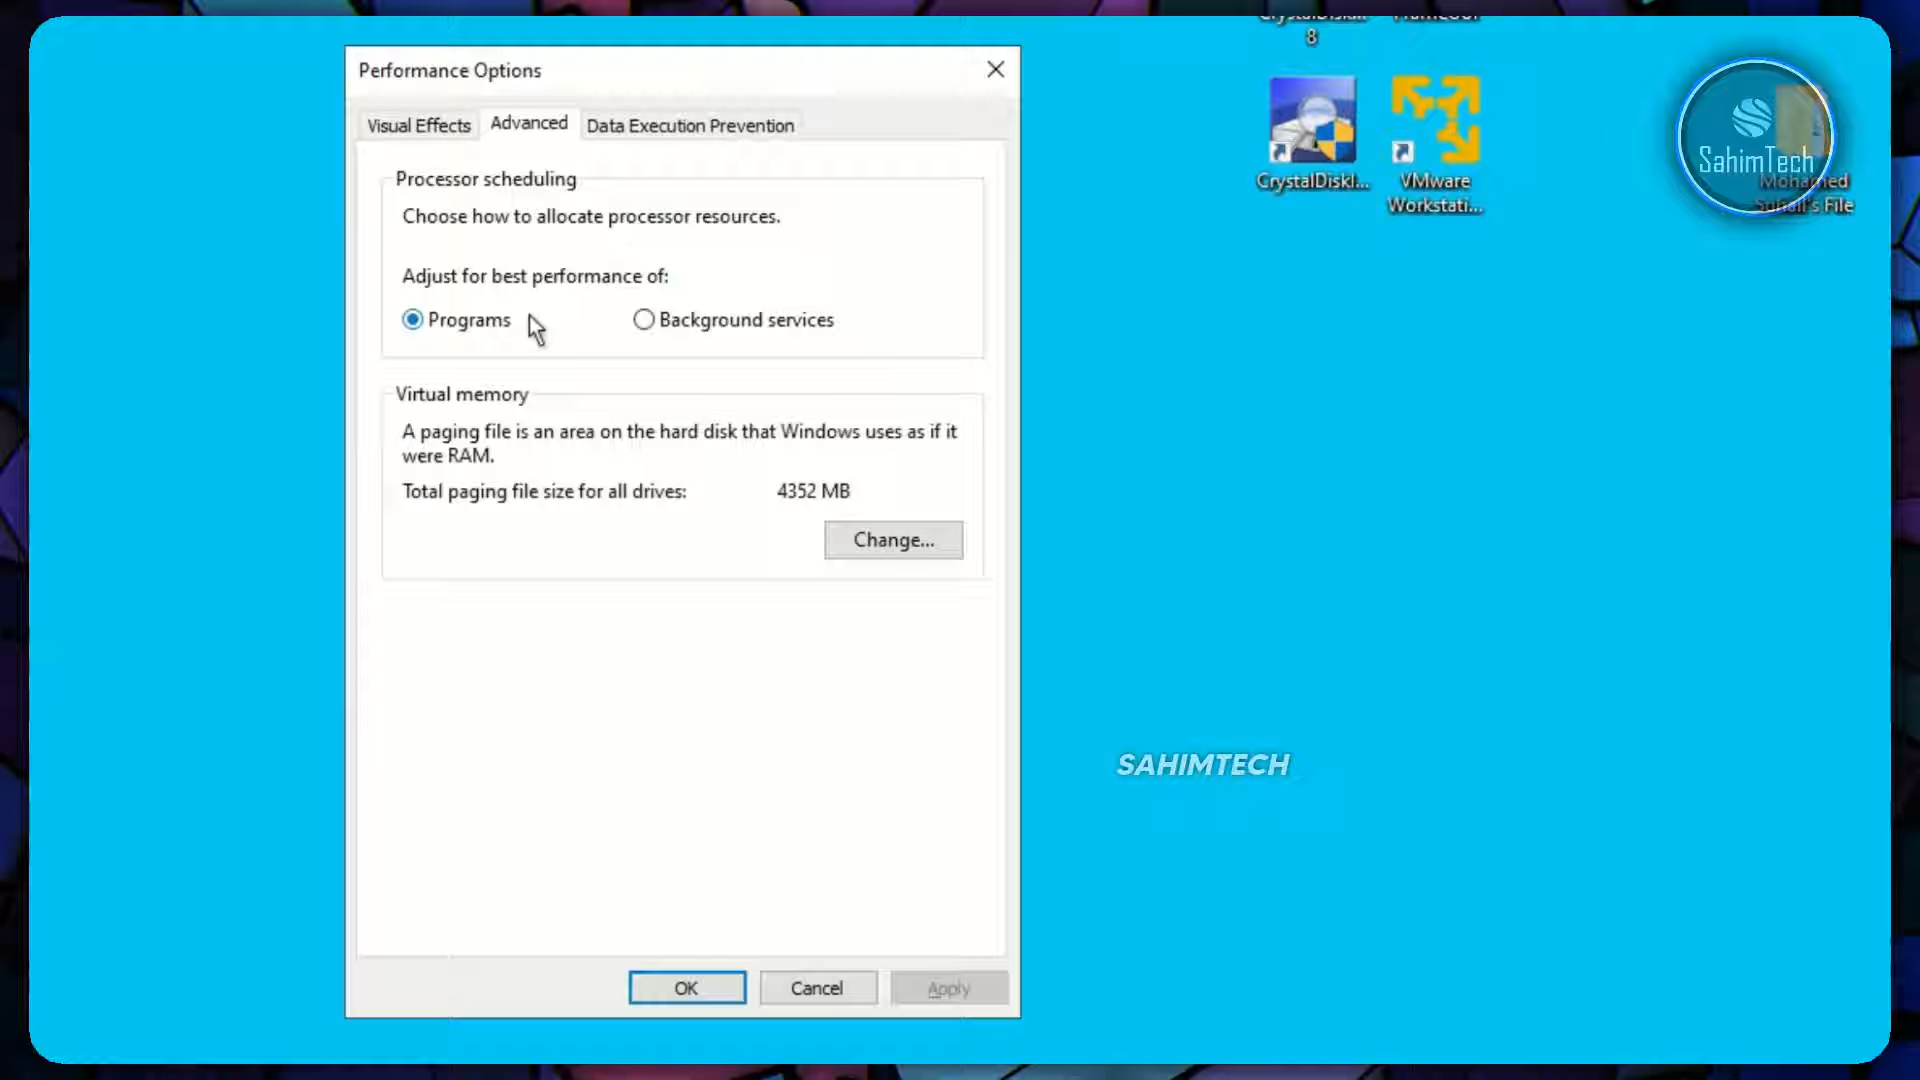 Performance Options
Visual Effects
Advanced
Data Execution Prevention
Processor scheduling
Choose how to allocate processor resources.
Adjust for best performance of:
Programs
Background services
Virtual memory
A paging file is an area on the hard disk that Windows uses as if it
were RAM.
Total paging file size for all drives:
4352 MB
Change...
OK
Cancel
Apply
8
CrystalDiskI...
VMware
Workstati...
SahimTech
Mohamed
Suhail's File
SAHIMTECH